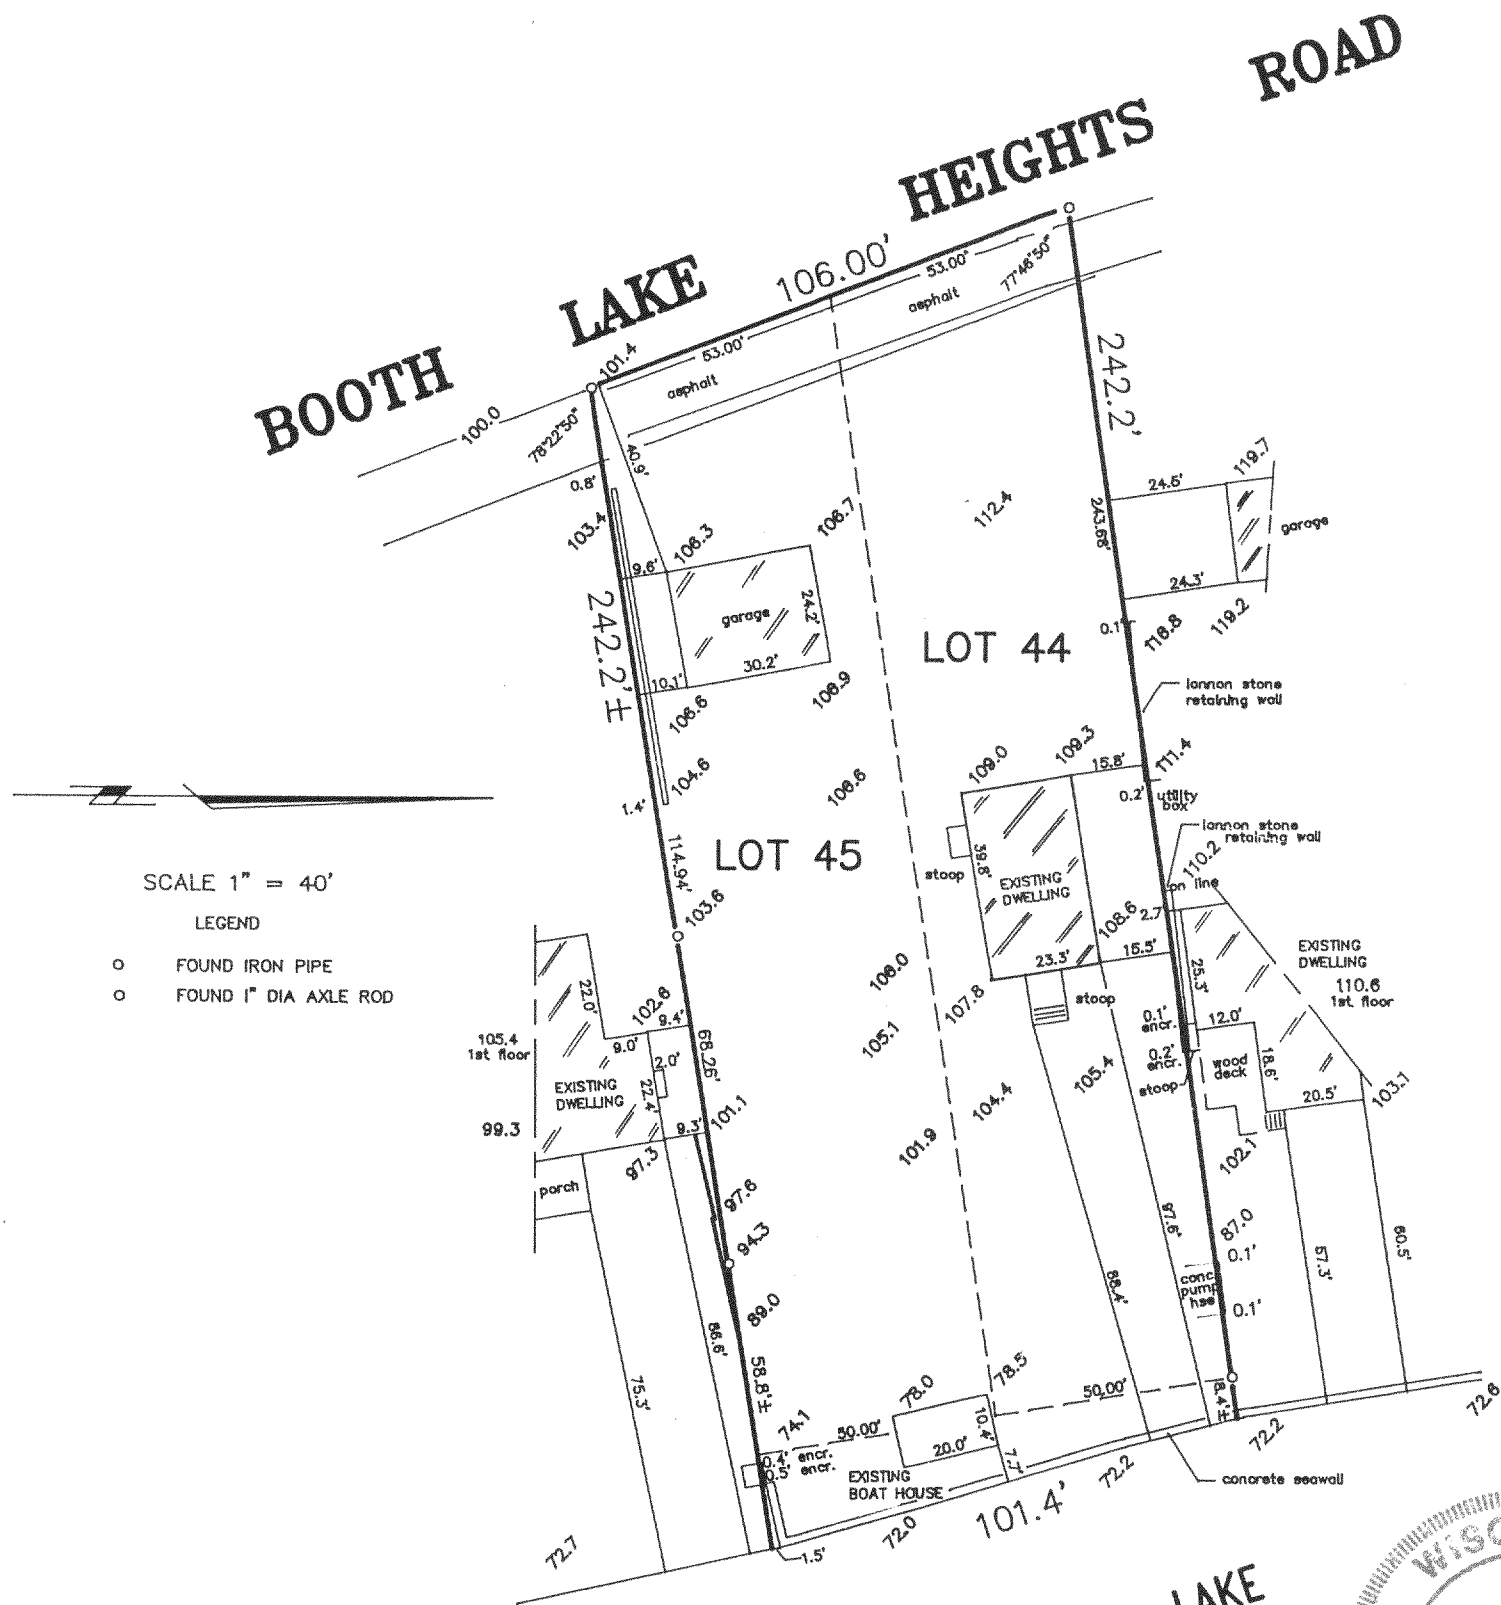 BOOTH LAKE HEIGHTS ROAD
106.00'
53.00'
53.00'
77°46'50"
asphalt
asphalt
101.4
100.0
78°22'50"
40.9'
0.8'
103.4
242.2'
119.7
24.6'
garage
243.68'
24.3'
119.2
0.1'
118.8
106.3
106.7
112.4
9.6'
garage
24.2'
30.2'
10.1'
242.2'±
LOT 44
106.6
106.9
lannon stone
retaining wall
104.6
106.6
109.0
109.3
15.8'
111.4
0.2'
utility
box
1.4'
114.94'
LOT 45
stoop
39.8'
EXISTING
DWELLING
lannon stone
retaining wall
110.2
on line
SCALE 1" = 40'
LEGEND
FOUND IRON PIPE
FOUND 1" DIA AXLE ROD
103.6
108.6
2.7'
23.3'
15.5'
25.3'
EXISTING
DWELLING
110.6
1st floor
22.0'
102.6
9.4'
106.0
107.8
stoop
0.1'
encr.
12.0'
105.4
1st floor
9.0'
68.26'
105.1
0.2'
encr.
wood
deck
18.6'
2.0'
EXISTING
DWELLING
22.4'
105.4
stoop
20.5'
103.1
99.3
9.3'
101.1
104.4
101.9
102.1
97.3
porch
97.6
97.6'
87.0
94.3
0.1'
57.3'
60.5'
conc
pump
hse
0.1'
89.0
88.4'
86.6'
75.3'
58.8'±
78.0
78.5
50.00'
8.4'±
72.6
74.1
50.00'
10.4'
20.0'
7.7'
72.2
0.4' encr.
0.5' encr.
EXISTING
BOAT HOUSE
72.2
concrete seawall
101.4'
72.0
1.5'
72.7
LAKE